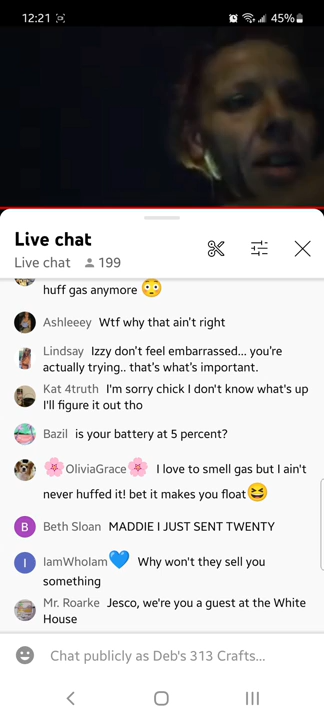 12:21 45%
Live chat
Live chat 199
huff gas anymore 😳
Ashleeey Wtf why that ain't right
Lindsay Izzy don't feel embarrassed... you're
actually trying.. that's what's important.
Kat 4truth I'm sorry chick I don't know what's up
I'll figure it out tho
Bazil is your battery at 5 percent?
🌸OliviaGrace🌸 I love to smell gas but I ain't
never huffed it! bet it makes you float😆
B Beth Sloan MADDIE I JUST SENT TWENTY
I IamWhoIam💙 Why won't they sell you
something
Mr. Roarke Jesco, we're you a guest at the White
House
Chat publicly as Deb's 313 Crafts...